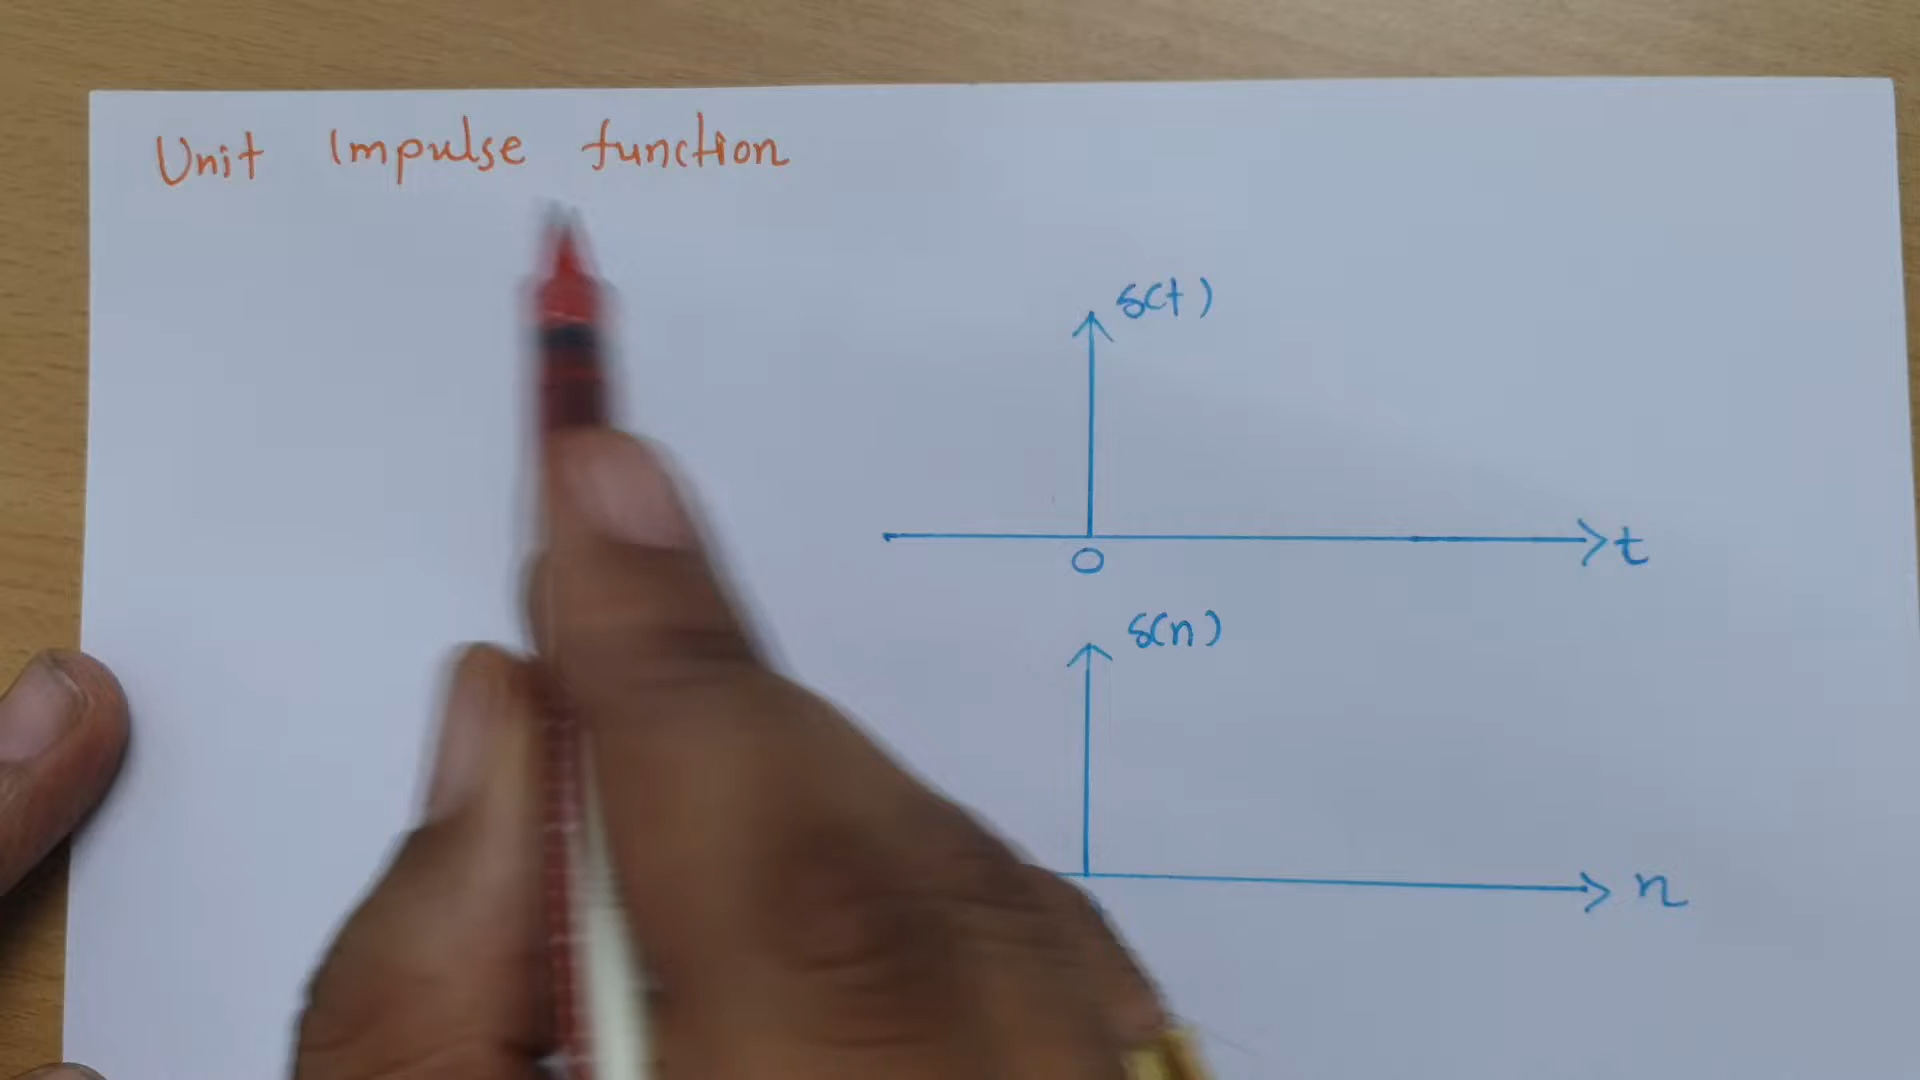 Unit Impulse function
δ(t)
0
t
δ(n)
n